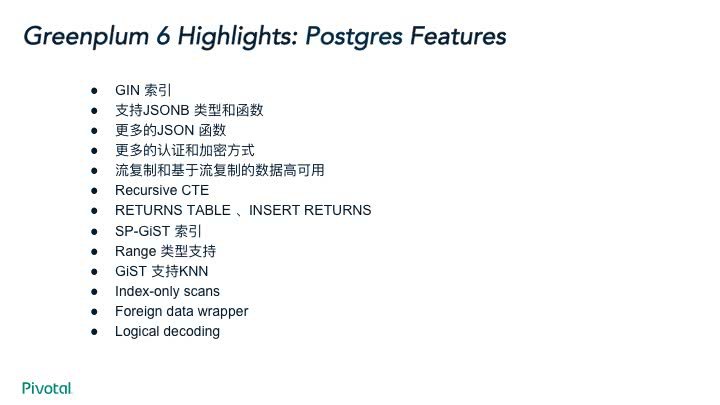 Greenplum 6 Highlights: Postgres Features
● GIN 索引
● 支持JSONB 类型和函数
● 更多的JSON 函数
● 更多的认证和加密方式
● 流复制和基于流复制的数据高可用
● Recursive CTE
● RETURNS TABLE 、INSERT RETURNS
● SP-GiST 索引
● Range 类型支持
● GiST 支持KNN
● Index-only scans
● Foreign data wrapper
● Logical decoding
Pivotal